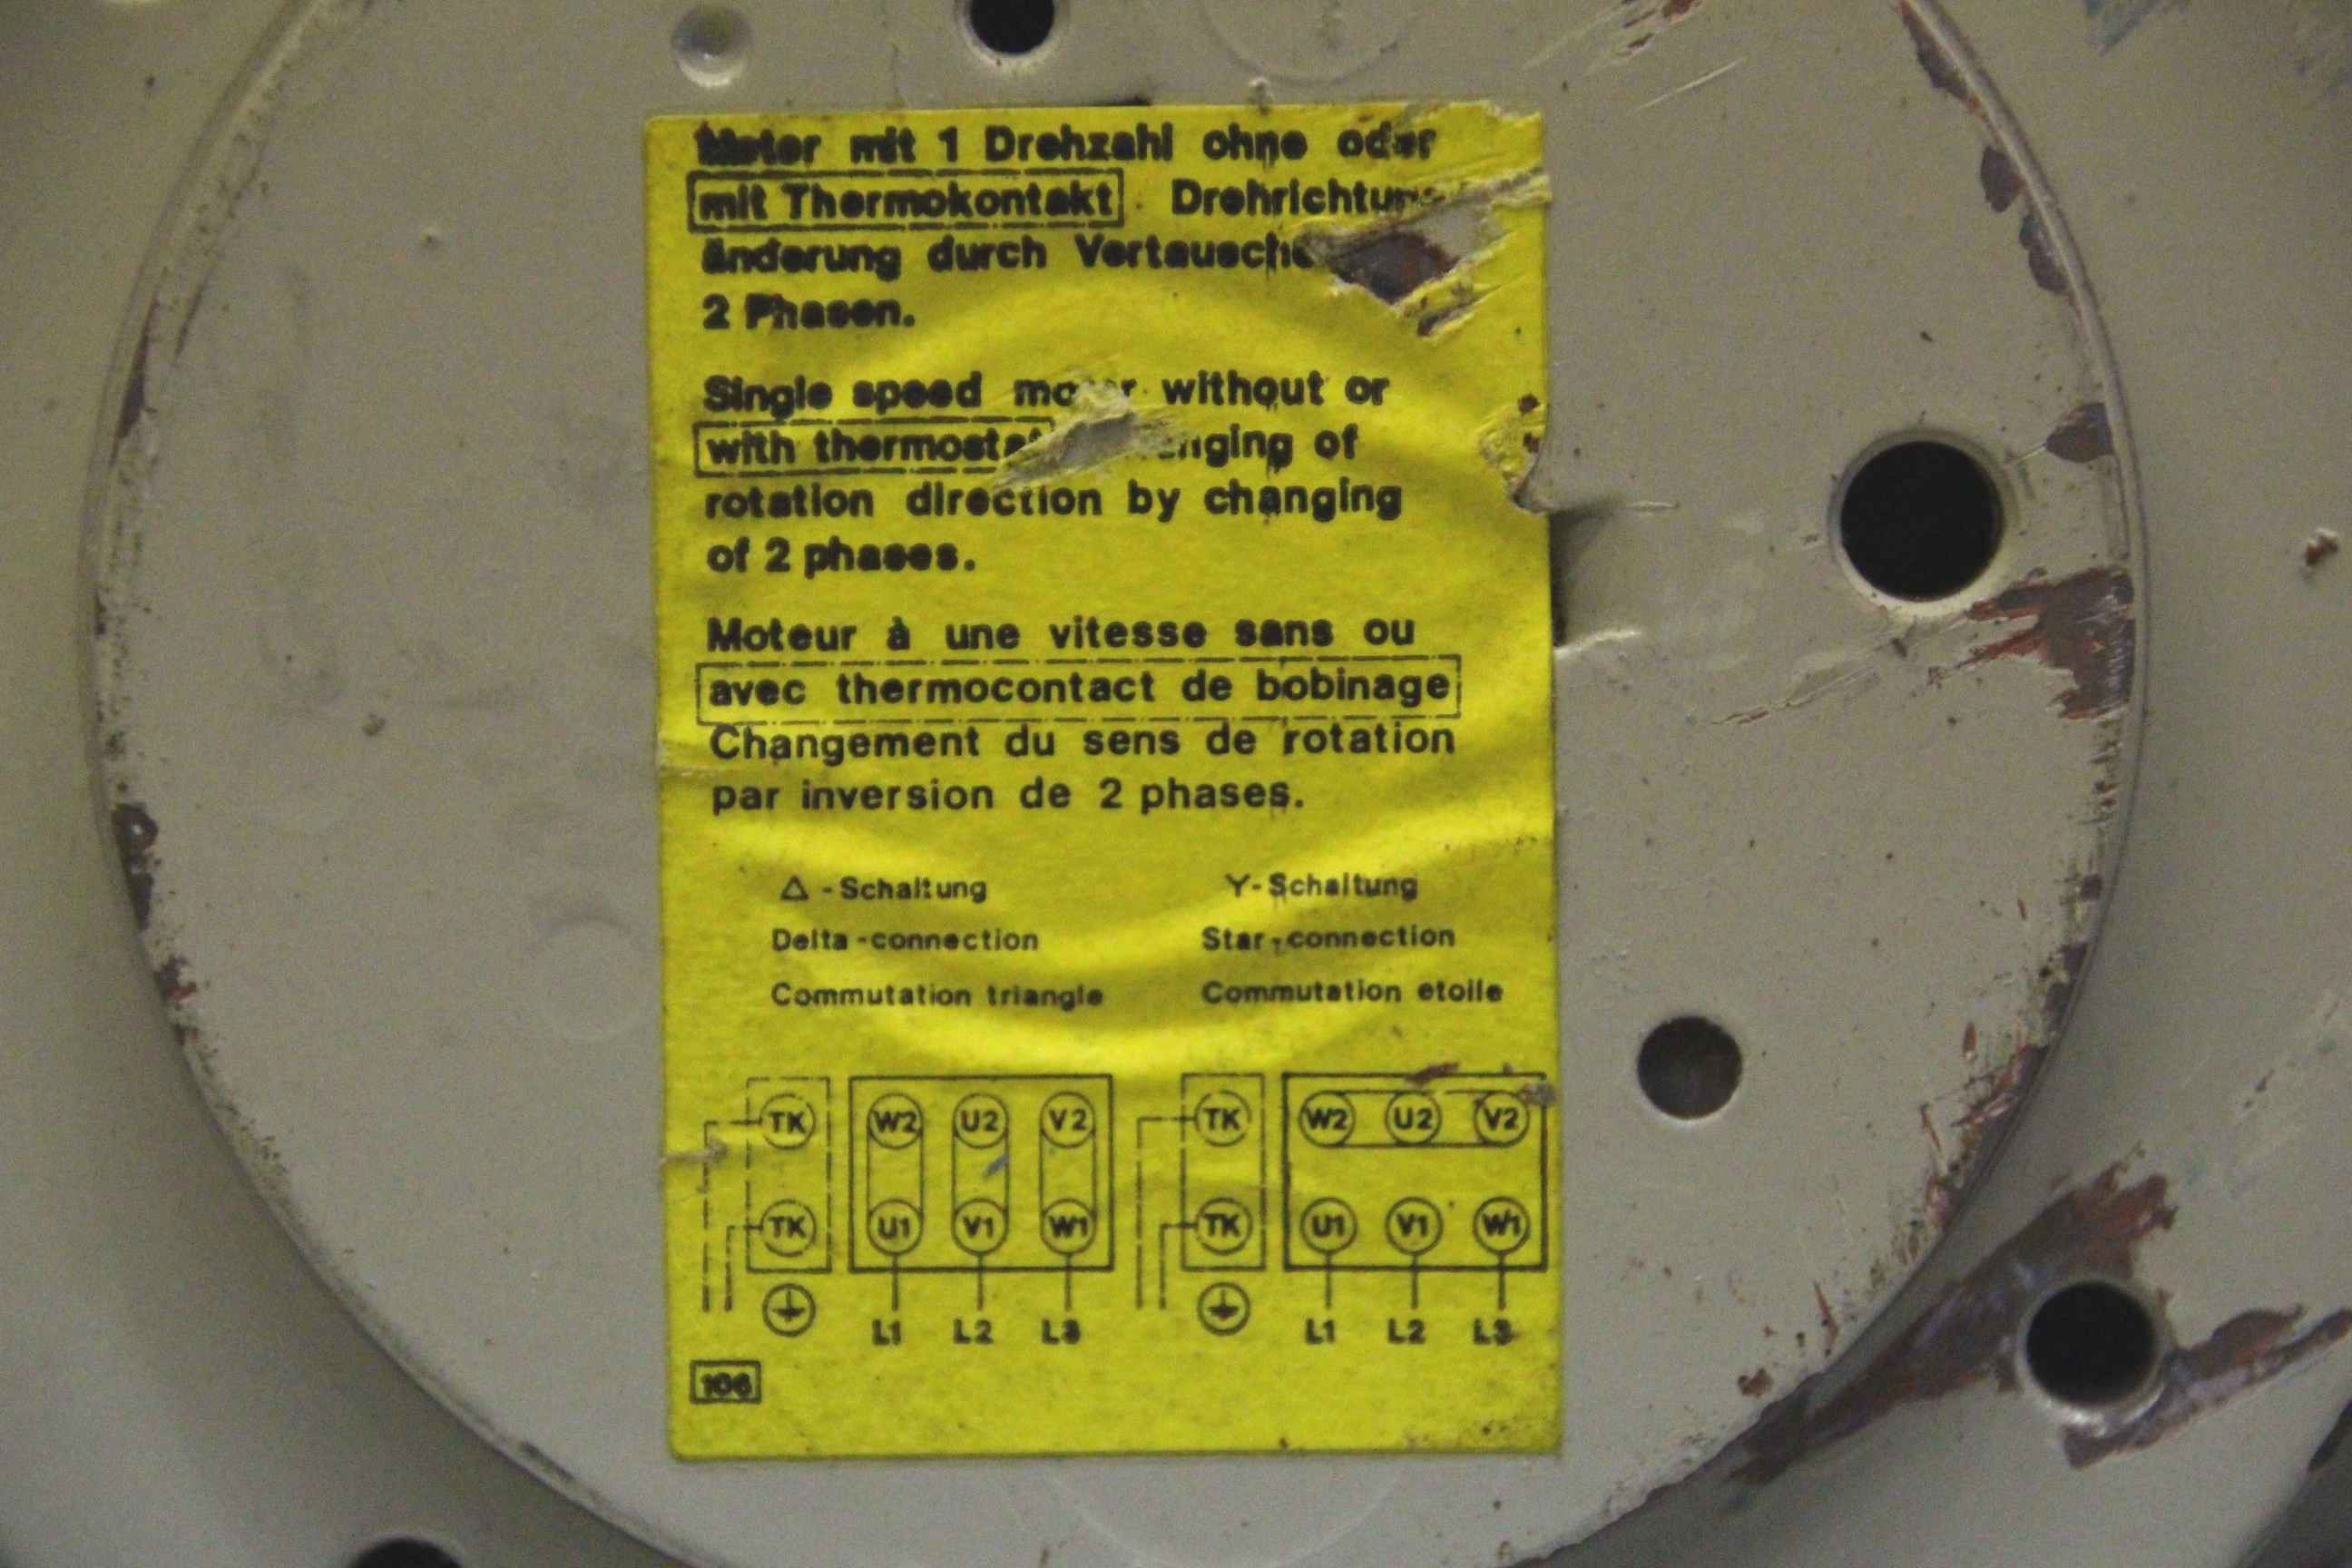 Motor mit 1 Drehzahl ohne oder
mit Thermokontakt. Drehrichtung
änderung durch Vertausche
2 Phasen.
Single speed motor without or
with thermostat
rotation direction by changing
of 2 phases.
Moteur à une vitesse sans ou
avec thermocontact de bobinage
Changement du sens de rotation
par inversion de 2 phases.
Δ - Schaltung Y - Schaltung
Delta - connection Star - connection
Commutation triangle Commutation etoile
TK W2 U2 V2 TK W2 U2 V2
TK U1 V1 W1 TK U1 V1 W1
L1 L2 L3 L1 L2 L3
106